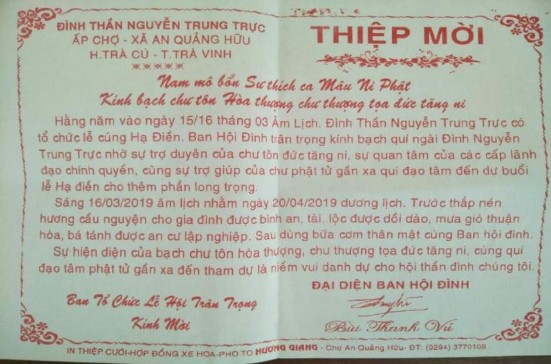 ĐÌNH THẦN NGUYỄN TRUNG TRỰC
ẤP CHỢ - XÃ AN QUẢNG HỮU
H.TRÀ CÚ - T.TRÀ VINH
THIỆP MỜI
Nam mô bổn Sư thích ca Mâu Ni Phật
Kính bạch chư tôn Hòa thượng chư thượng tọa đức tăng ni
Hằng năm vào ngày 15/16 tháng 03 Âm Lịch. Đình Thần Nguyễn Trung Trực có
tổ chức lễ cúng Hạ Điền. Ban Hội Đình trân trọng kính bạch quí ngài Đình Nguyễn
Trung Trực nhờ sự trợ duyên của chư tôn đức tăng ni, sự quan tâm của các cấp lãnh
đạo chính quyền, cùng sự trợ giúp của chư phật tử gần xa quí đạo tâm đến dự buổi
lễ Hạ điền cho thêm phần long trọng.
Sáng 16/03/2019 âm lịch nhằm ngày 20/04/2019 dương lịch. Trước thắp nén
hương cầu nguyện cho gia đình được bình an, tài, lộc được dồi dào, mưa gió thuận
hòa, bá tánh được an cư lập nghiệp. Sau dùng bữa cơm thân mật cùng Ban hội đình.
Sự hiện diện của bạch chư tôn hòa thượng, chư thượng tọa đức tăng ni, cùng quí
đạo tâm phật tử gần xa đến tham dự là niềm vui danh dự cho hội thần đình chúng tôi.
ĐẠI DIỆN BAN HỘI ĐÌNH
Ban Tổ Chức Lễ Hội Trân Trọng
Kính Mời
Bùi Thanh Vũ
IN THIỆP CƯỚI-HỢP ĐỒNG XE HOA-PHO TO HƯƠNG GIANG - Chợ An Quảng Hữu- ĐT: (0294) 3770108